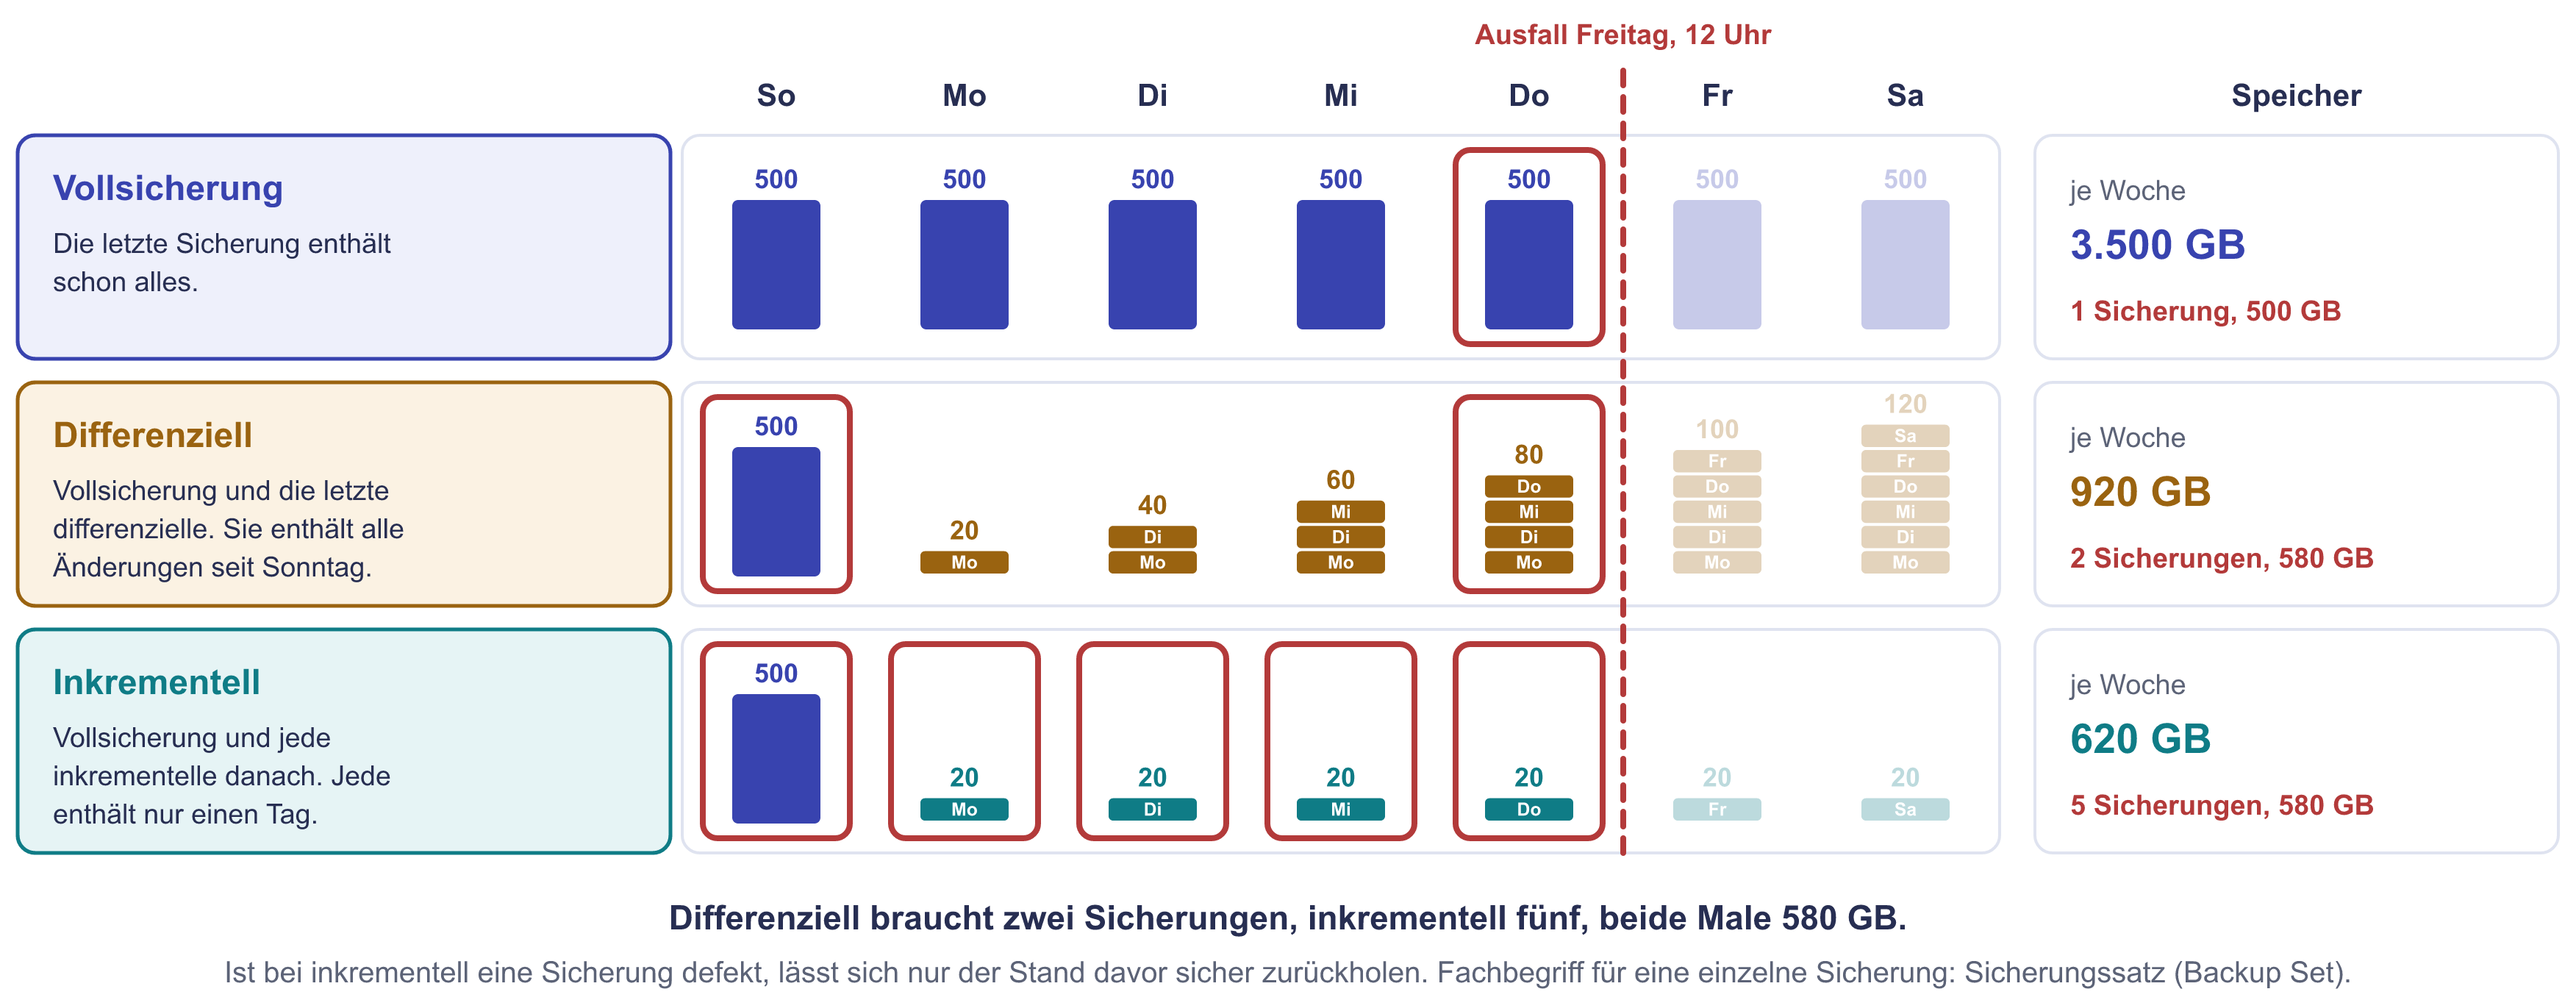 Ausfall Freitag, 12 Uhr
So Mo Di Mi Do Fr Sa Speicher
Vollsicherung
Die letzte Sicherung enthält
schon alles.
500 500 500 500 500 500 500
je Woche
3.500 GB
1 Sicherung, 500 GB
Differenziell
Vollsicherung und die letzte
differenzielle. Sie enthält alle
Änderungen seit Sonntag.
500
20
Mo
40
Di
Mo
60
Mi
Di
Mo
80
Do
Mi
Di
Mo
100
Fr
Do
Mi
Di
Mo
120
Sa
Fr
Do
Mi
Di
Mo
je Woche
920 GB
2 Sicherungen, 580 GB
Inkrementell
Vollsicherung und jede
inkrementelle danach. Jede
enthält nur einen Tag.
500
20
Mo
20
Di
20
Mi
20
Do
20
Fr
20
Sa
je Woche
620 GB
5 Sicherungen, 580 GB
Differenziell braucht zwei Sicherungen, inkrementell fünf, beide Male 580 GB.
Ist bei inkrementell eine Sicherung defekt, lässt sich nur der Stand davor sicher zurückholen. Fachbegriff für eine einzelne Sicherung: Sicherungssatz (Backup Set).